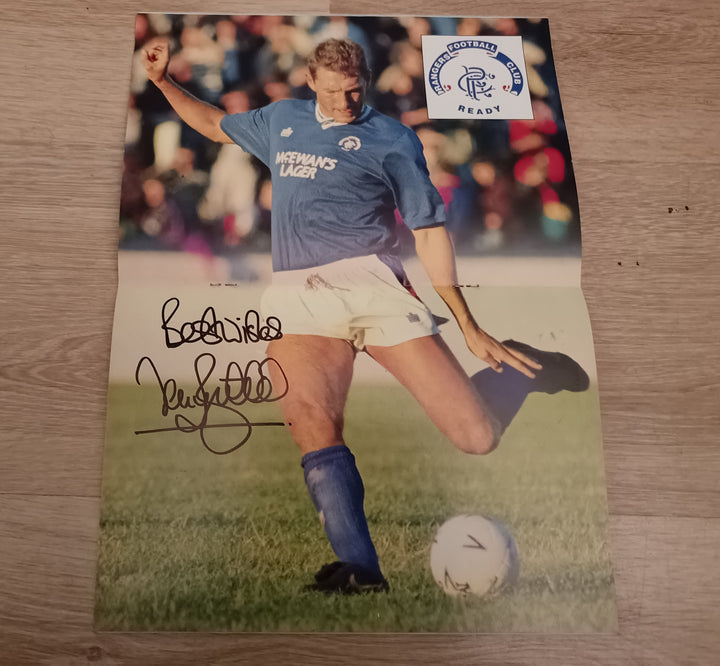 RANGERS FOOTBALL CLUB
READY
McEWAN'S
LAGER
Best Wishes